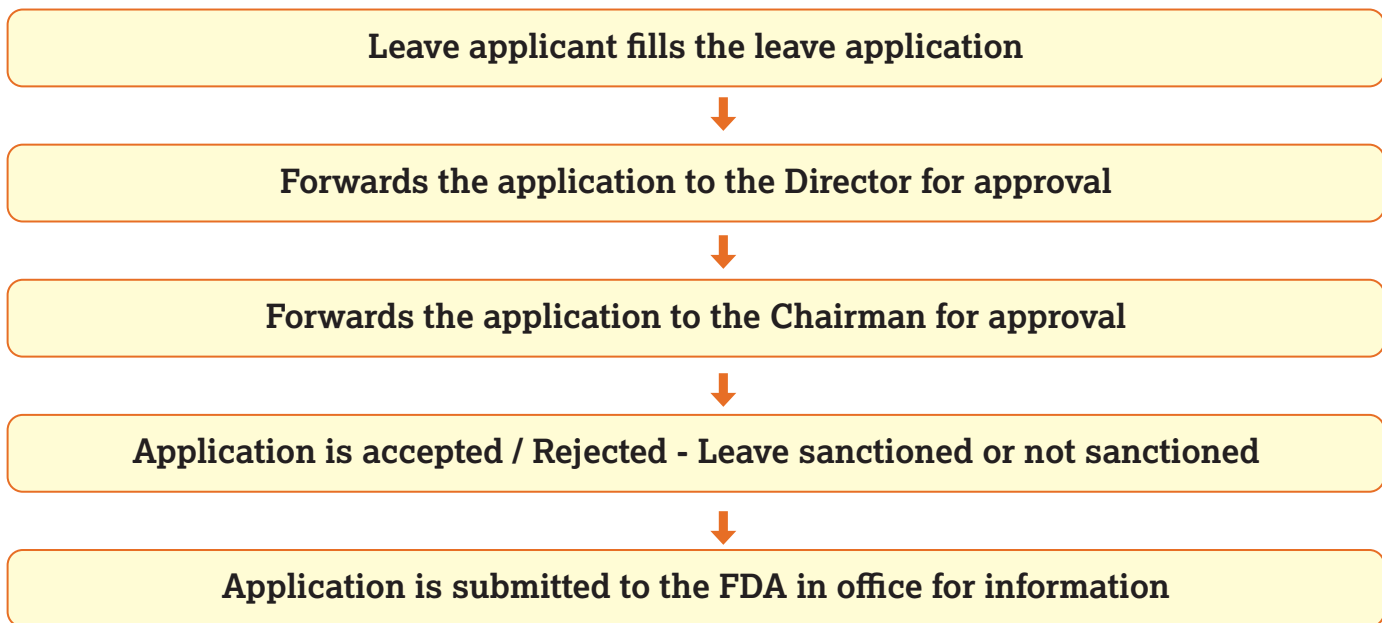 Leave applicant fills the leave application
Forwards the application to the Director for approval
Forwards the application to the Chairman for approval
Application is accepted / Rejected - Leave sanctioned or not sanctioned
Application is submitted to the FDA in office for information